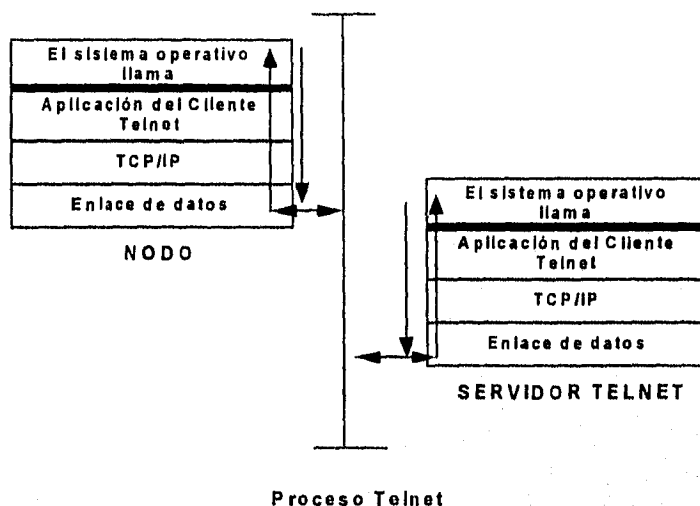 El sistema operativo
llama
Aplicación del Cliente
Telnet
TCP/IP
Enlace de datos
NODO
El sistema operativo
llama
Aplicación del Cliente
Telnet
TCP/IP
Enlace de datos
SERVIDOR TELNET
Proceso Telnet